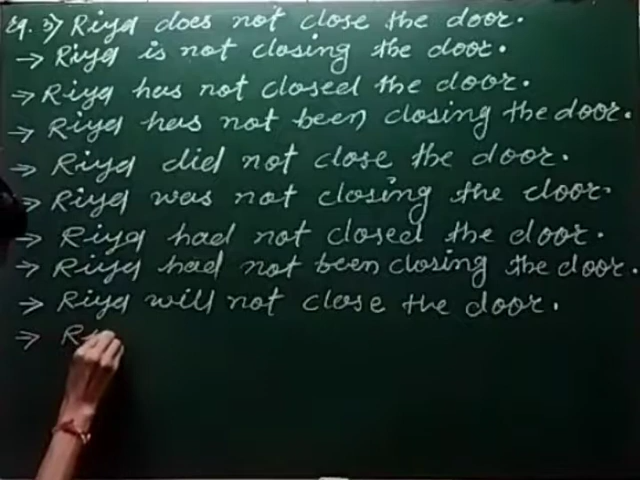 Eg. 3) Riya does not close the door.
→ Riya is not closing the door.
→ Riya has not closed the door.
→ Riya has not been closing the door.
→ Riya did not close the door.
→ Riya was not closing the door.
→ Riya had not closed the door.
→ Riya had not been closing the door.
→ Riya will not close the door.
→